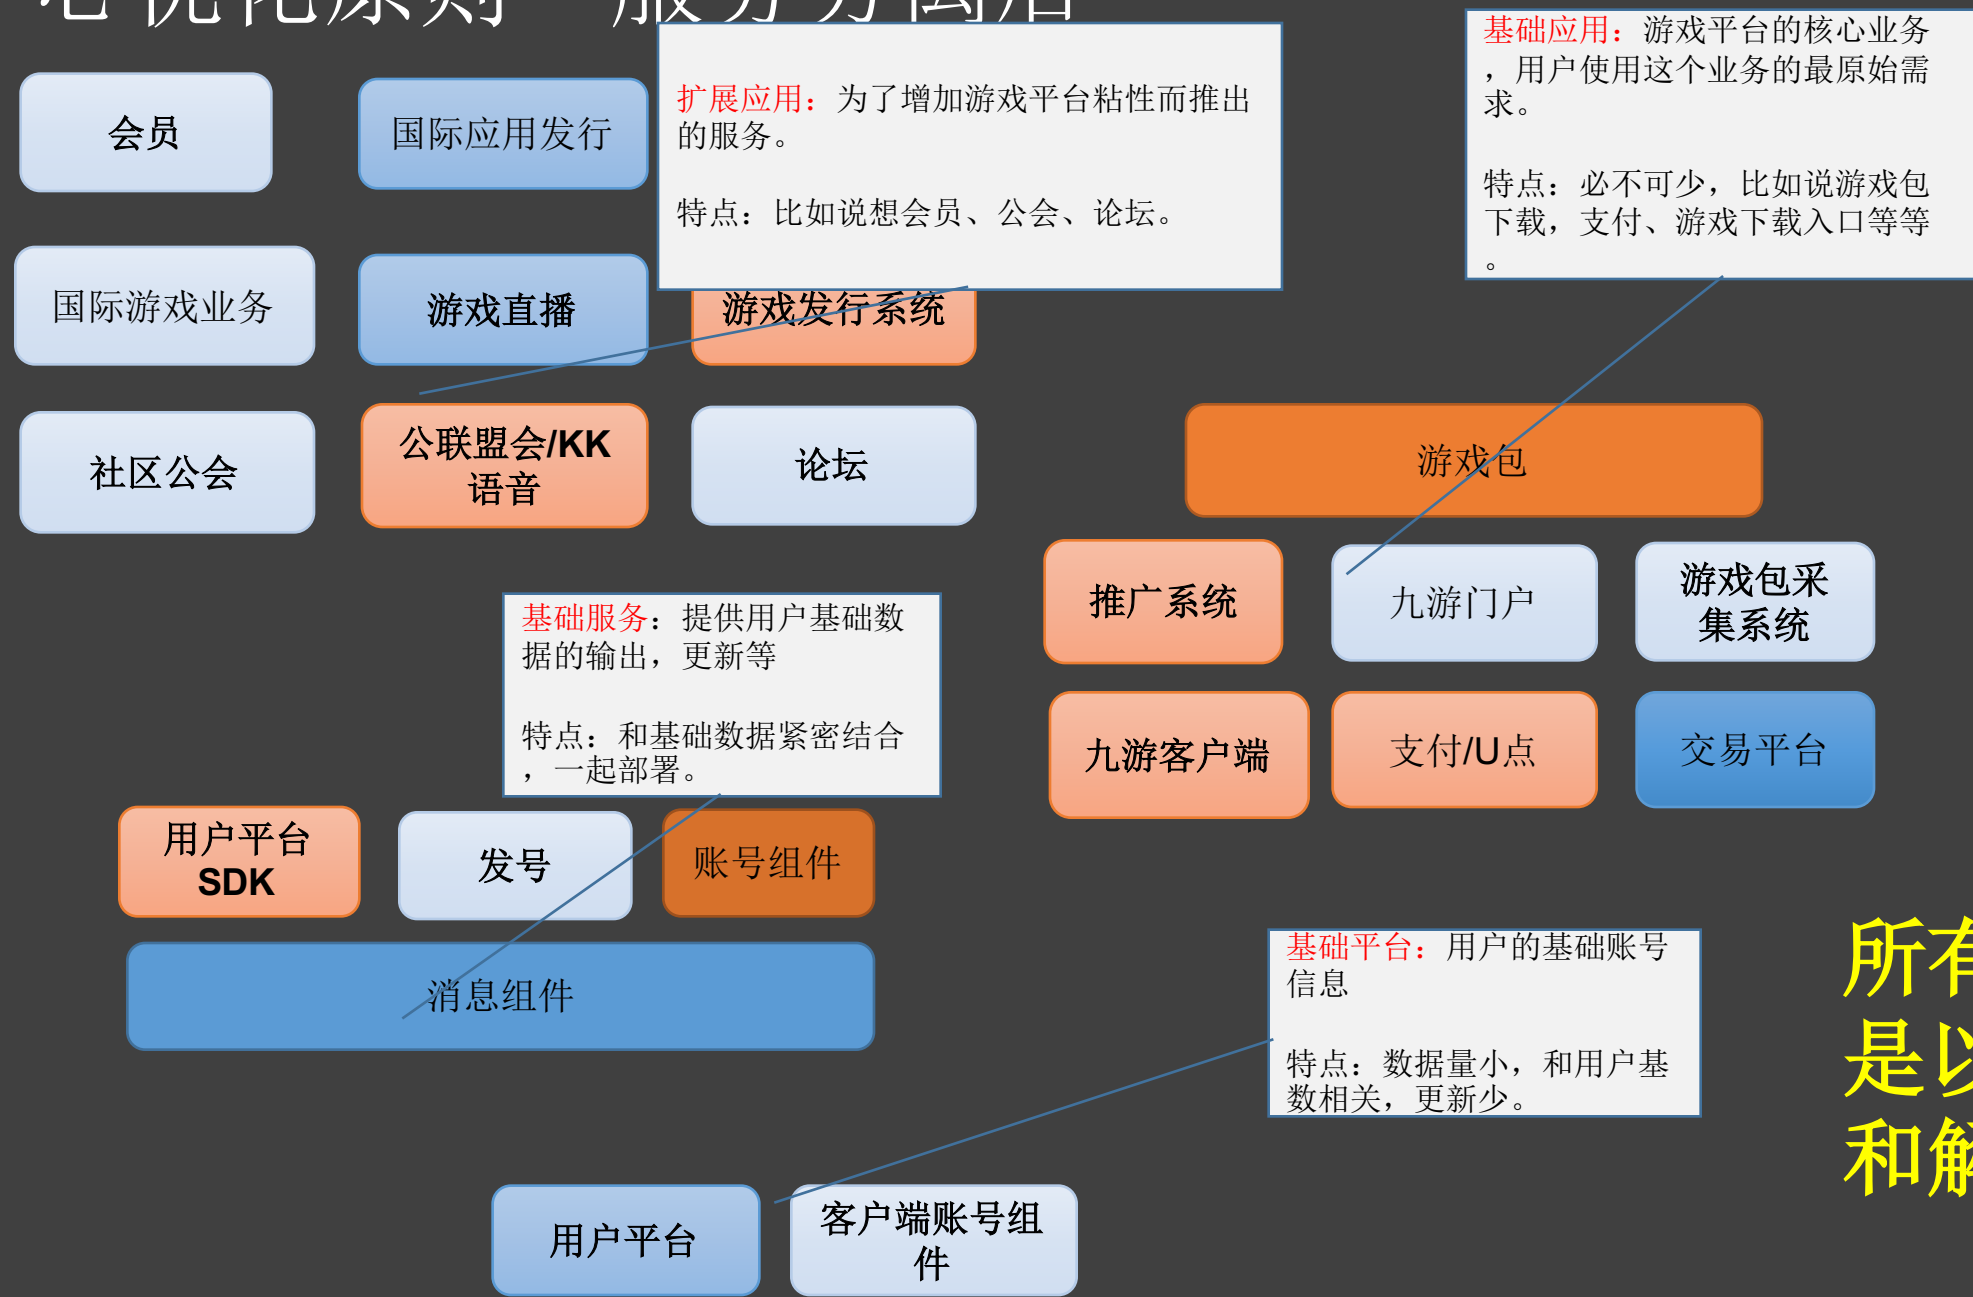 心优化原则 服务分离后
扩展应用：为了增加游戏平台粘性而推出
的服务。
特点：比如说想会员、公会、论坛。
基础应用：游戏平台的核心业务
，用户使用这个业务的最原始需
求。
特点：必不可少，比如说游戏包
下载，支付、游戏下载入口等等
。
会员
国际应用发行
国际游戏业务
游戏直播
游戏发行系统
社区公会
公联盟会/KK
语音
论坛
游戏包
推广系统
九游门户
游戏包采
集系统
九游客户端
支付/U点
交易平台
基础服务：提供用户基础数
据的输出，更新等
特点：和基础数据紧密结合
，一起部署。
用户平台
SDK
发号
账号组件
消息组件
基础平台：用户的基础账号
信息
特点：数据量小，和用户基
数相关，更新少。
用户平台
客户端账号组
件
所有
是以
和解